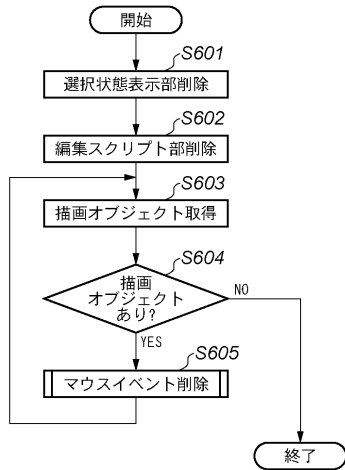 開始
S601
選択状態表示部削除
S602
編集スクリプト部削除
S603
描画オブジェクト取得
S604
描画
オブジェクト
あり?
NO
YES
S605
マウスイベント削除
終了